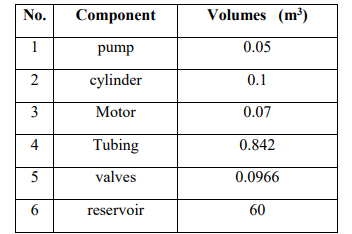 No. Component Volumes (m³)
1 pump 0.05
2 cylinder 0.1
3 Motor 0.07
4 Tubing 0.842
5 valves 0.0966
6 reservoir 60